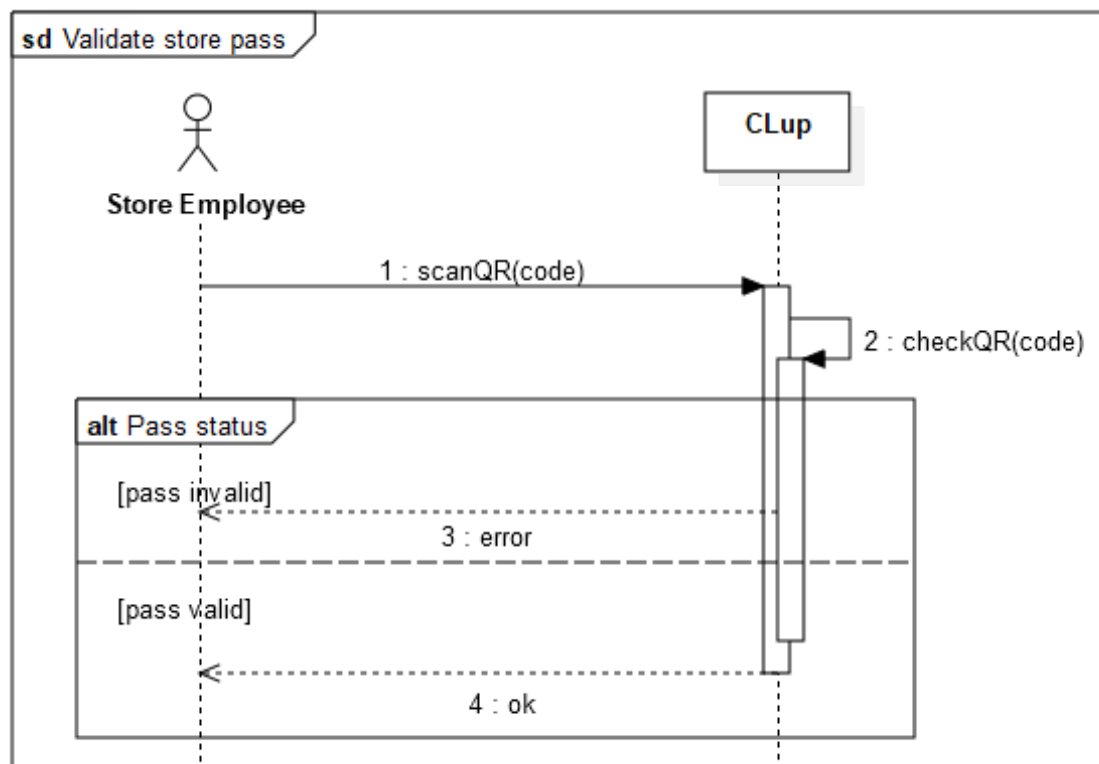 sd Validate store pass
CLup
Store Employee
1 : scanQR(code)
2 : checkQR(code)
alt Pass status
[pass invalid]
3 : error
[pass valid]
4 : ok